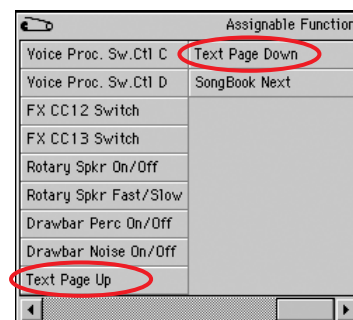 Assignable Function
Voice Proc. Sw.Ctl C
Text Page Down
Voice Proc. Sw.Ctl D
SongBook Next
FX CC12 Switch
FX CC13 Switch
Rotary Spkr On/Off
Rotary Spkr Fast/Slow
Drawbar Perc On/Off
Drawbar Noise On/Off
Text Page Up